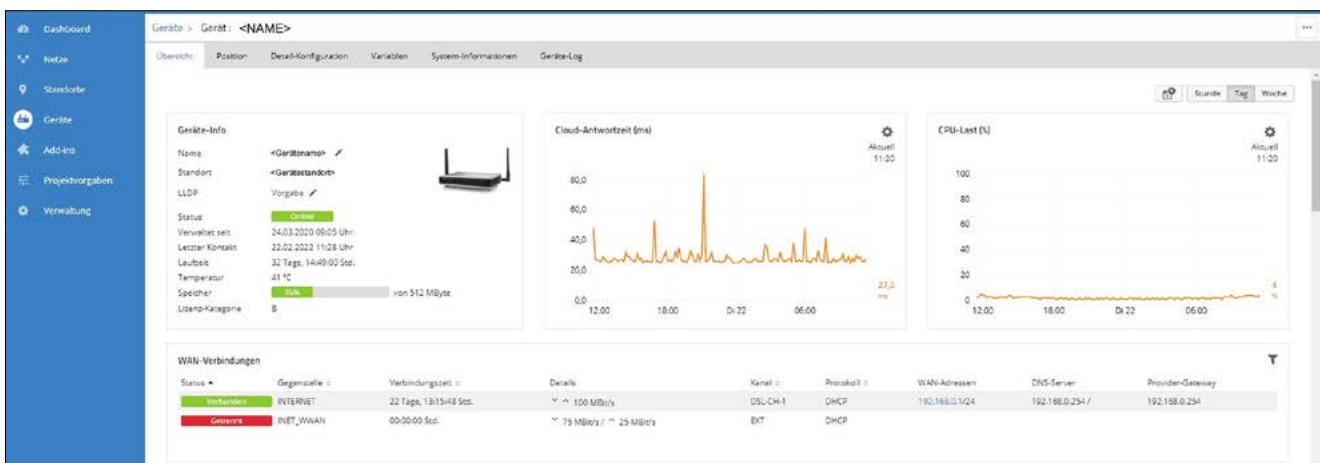 Dashboard
Netze
Standorte
Geräte
Add-ins
Projektvorgaben
Verwaltung
Geräte > Gerät: <NAME>
Übersicht Position Detail-Konfiguration Variablen System-Informationen Geräte-Log
Stunde Tag Woche
Geräte-Info
Name <Gerätename>
Standort <Gerätestandort>
LLDP Vorgabe
Status Online
Verwaltet seit 24.03.2020 09:05 Uhr
Letzter Kontakt 22.02.2022 11:28 Uhr
Laufzeit 32 Tage, 14:49:00 Std.
Temperatur 41 °C
Speicher von 512 MByte
Lizenz-Kategorie B
Cloud-Antwortzeit (ms)
Aktuell
11:20
80,0
60,0
40,0
20,0
0,0
27,0
ms
12:00 18:00 Di 22 06:00
CPU-Last (%)
Aktuell
11:20
100
80
60
40
20
0
4
%
12:00 18:00 Di 22 06:00
WAN-Verbindungen
Status Gegenstelle Verbindungszeit Details Kanal Protokoll WAN-Adressen DNS-Server Provider-Gateway
Verbunden INTERNET 22 Tage, 13:15:48 Std. 100 MBit/s DSL-CH-1 DHCP 192.168.0.1/24 192.168.0.254 / 192.168.0.254
Getrennt INET_WWAN 00:00:00 Std. 75 MBit/s / 25 MBit/s EXT DHCP